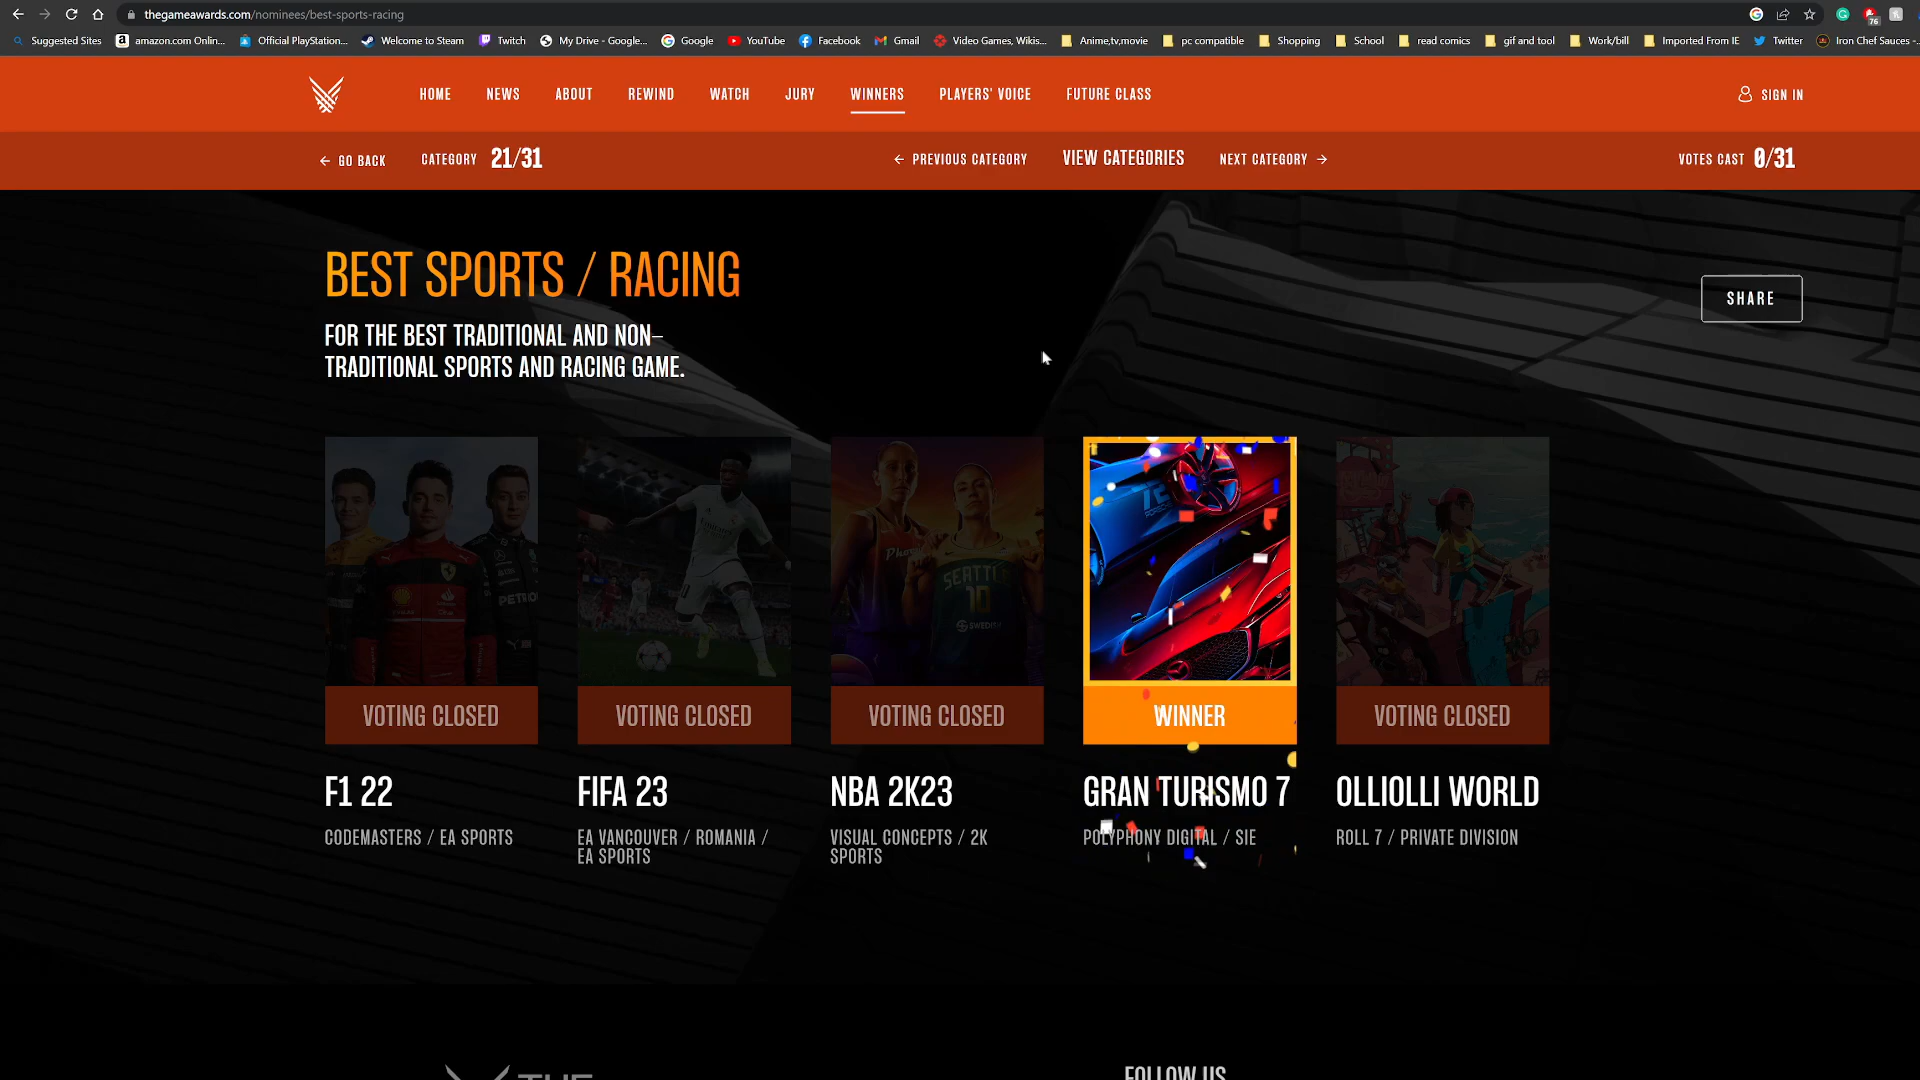 thegameawards.com/nominees/best-sports-racing
76
Suggested Sites amazon.com Onlin... Official PlayStation... Welcome to Steam Twitch My Drive - Google... Google YouTube Facebook Gmail Video Games, Wikis... Anime,tv,movie pc compatible Shopping School read comics gif and tool Work/bill Imported From IE Twitter Iron Chef Sauces -...
HOME NEWS ABOUT REWIND WATCH JURY WINNERS PLAYERS' VOICE FUTURE CLASS SIGN IN
GO BACK CATEGORY 21/31 PREVIOUS CATEGORY VIEW CATEGORIES NEXT CATEGORY VOTES CAST 0/31
BEST SPORTS / RACING
SHARE
FOR THE BEST TRADITIONAL AND NON-
TRADITIONAL SPORTS AND RACING GAME.
SEATTLE
10
SWEDISH
VOTING CLOSED VOTING CLOSED VOTING CLOSED WINNER VOTING CLOSED
F1 22 FIFA 23 NBA 2K23 GRAN TURISMO 7 OLLIOLLI WORLD
CODEMASTERS / EA SPORTS EA VANCOUVER / ROMANIA / VISUAL CONCEPTS / 2K POLYPHONY DIGITAL / SIE ROLL 7 / PRIVATE DIVISION
EA SPORTS SPORTS
THE
FOLLOW US